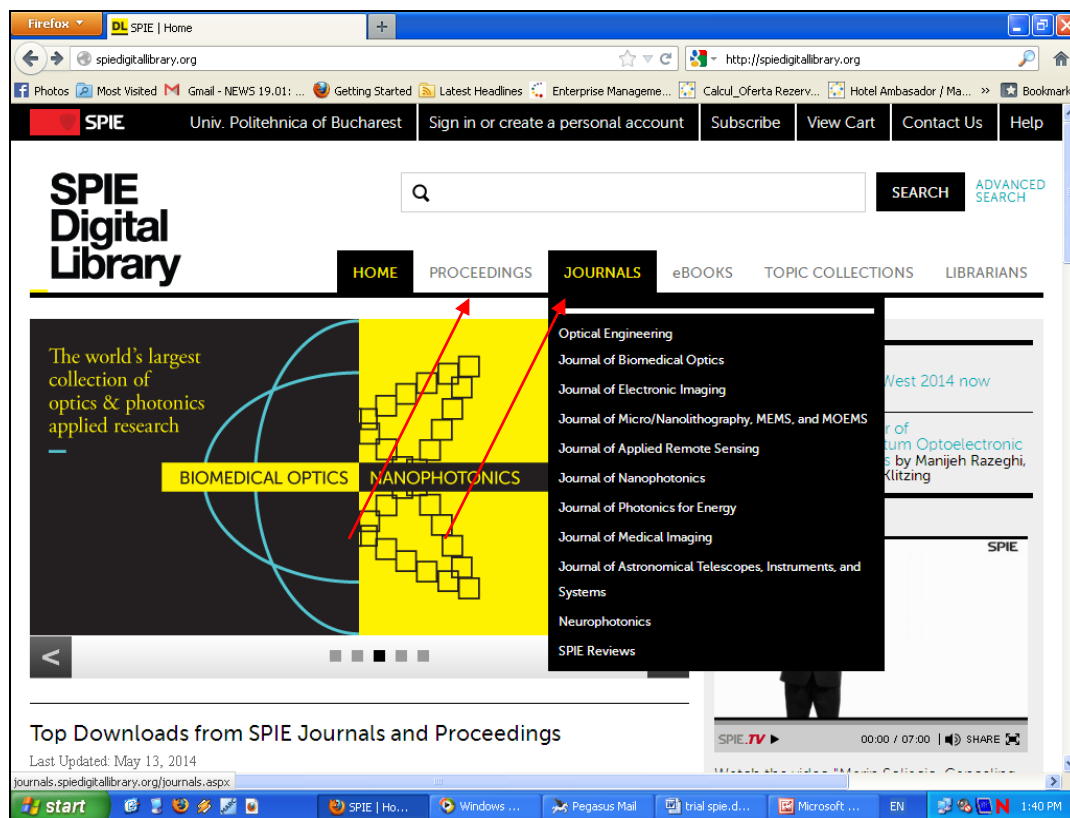 Firefox
DL SPIE | Home
spiedigitallibrary.org
http://spiedigitallibrary.org
Photos Most Visited Gmail - NEWS 19.01: ... Getting Started Latest Headlines Enterprise Manageme... Calcul_Oferta Rezerv... Hotel Ambasador / Ma... » Bookmark
SPIE Univ. Politehnica of Bucharest Sign in or create a personal account Subscribe View Cart Contact Us Help
SPIE
Digital
Library
SEARCH
ADVANCED
SEARCH
HOME PROCEEDINGS JOURNALS eBOOKS TOPIC COLLECTIONS LIBRARIANS
The world's largest
collection of
optics & photonics
applied research
BIOMEDICAL OPTICS NANOPHOTONICS
Optical Engineering
Journal of Biomedical Optics
Journal of Electronic Imaging
Journal of Micro/Nanolithography, MEMS, and MOEMS
Journal of Applied Remote Sensing
Journal of Nanophotonics
Journal of Photonics for Energy
Journal of Medical Imaging
Journal of Astronomical Telescopes, Instruments, and
Systems
Neurophotonics
SPIE Reviews
West 2014 now
of
Optoelectronic
by Manijeh Razeghi,
Klitzing
SPIE
<
SPIE.TV 00:00 / 07:00 SHARE
Top Downloads from SPIE Journals and Proceedings
Last Updated: May 13, 2014
journals.spiedigitallibrary.org/journals.aspx
start SPIE | Ho... Windows ... Pegasus Mail trial spie.d... Microsoft ... EN 1:40 PM